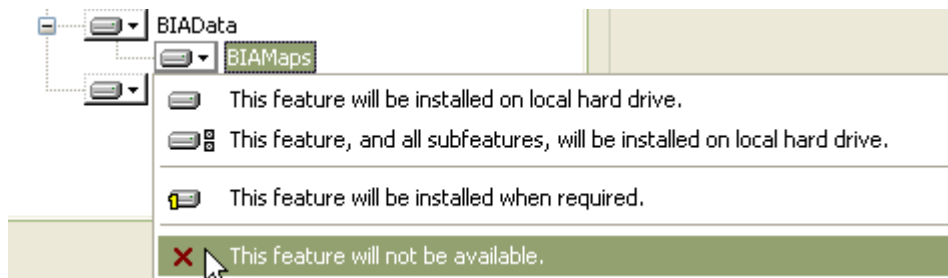 BIAData
BIAMaps
This feature will be installed on local hard drive.
This feature, and all subfeatures, will be installed on local hard drive.
This feature will be installed when required.
This feature will not be available.